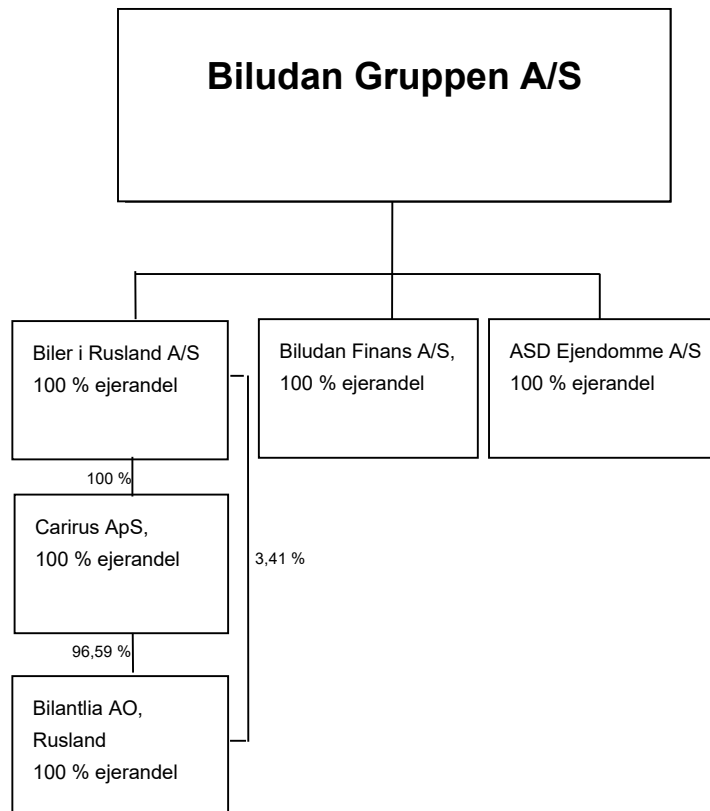 Biludan Gruppen A/S
Biler i Rusland A/S
100 % ejerandel
Biludan Finans A/S,
100 % ejerandel
ASD Ejendomme A/S
100 % ejerandel
100 %
Carirus ApS,
100 % ejerandel
3,41 %
96,59 %
Bilantlia AO,
Rusland
100 % ejerandel